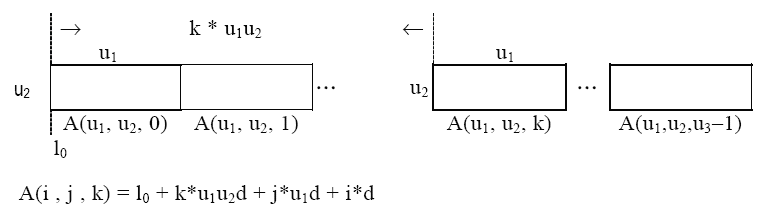 → k * u₁u₂ ←
u₁ u₁
u₂ ... u₂ ...
A(u₁, u₂, 0) A(u₁, u₂, 1) A(u₁, u₂, k) A(u₁,u₂,u₃−1)
l₀
A(i , j , k) = l₀ + k*u₁u₂d + j*u₁d + i*d